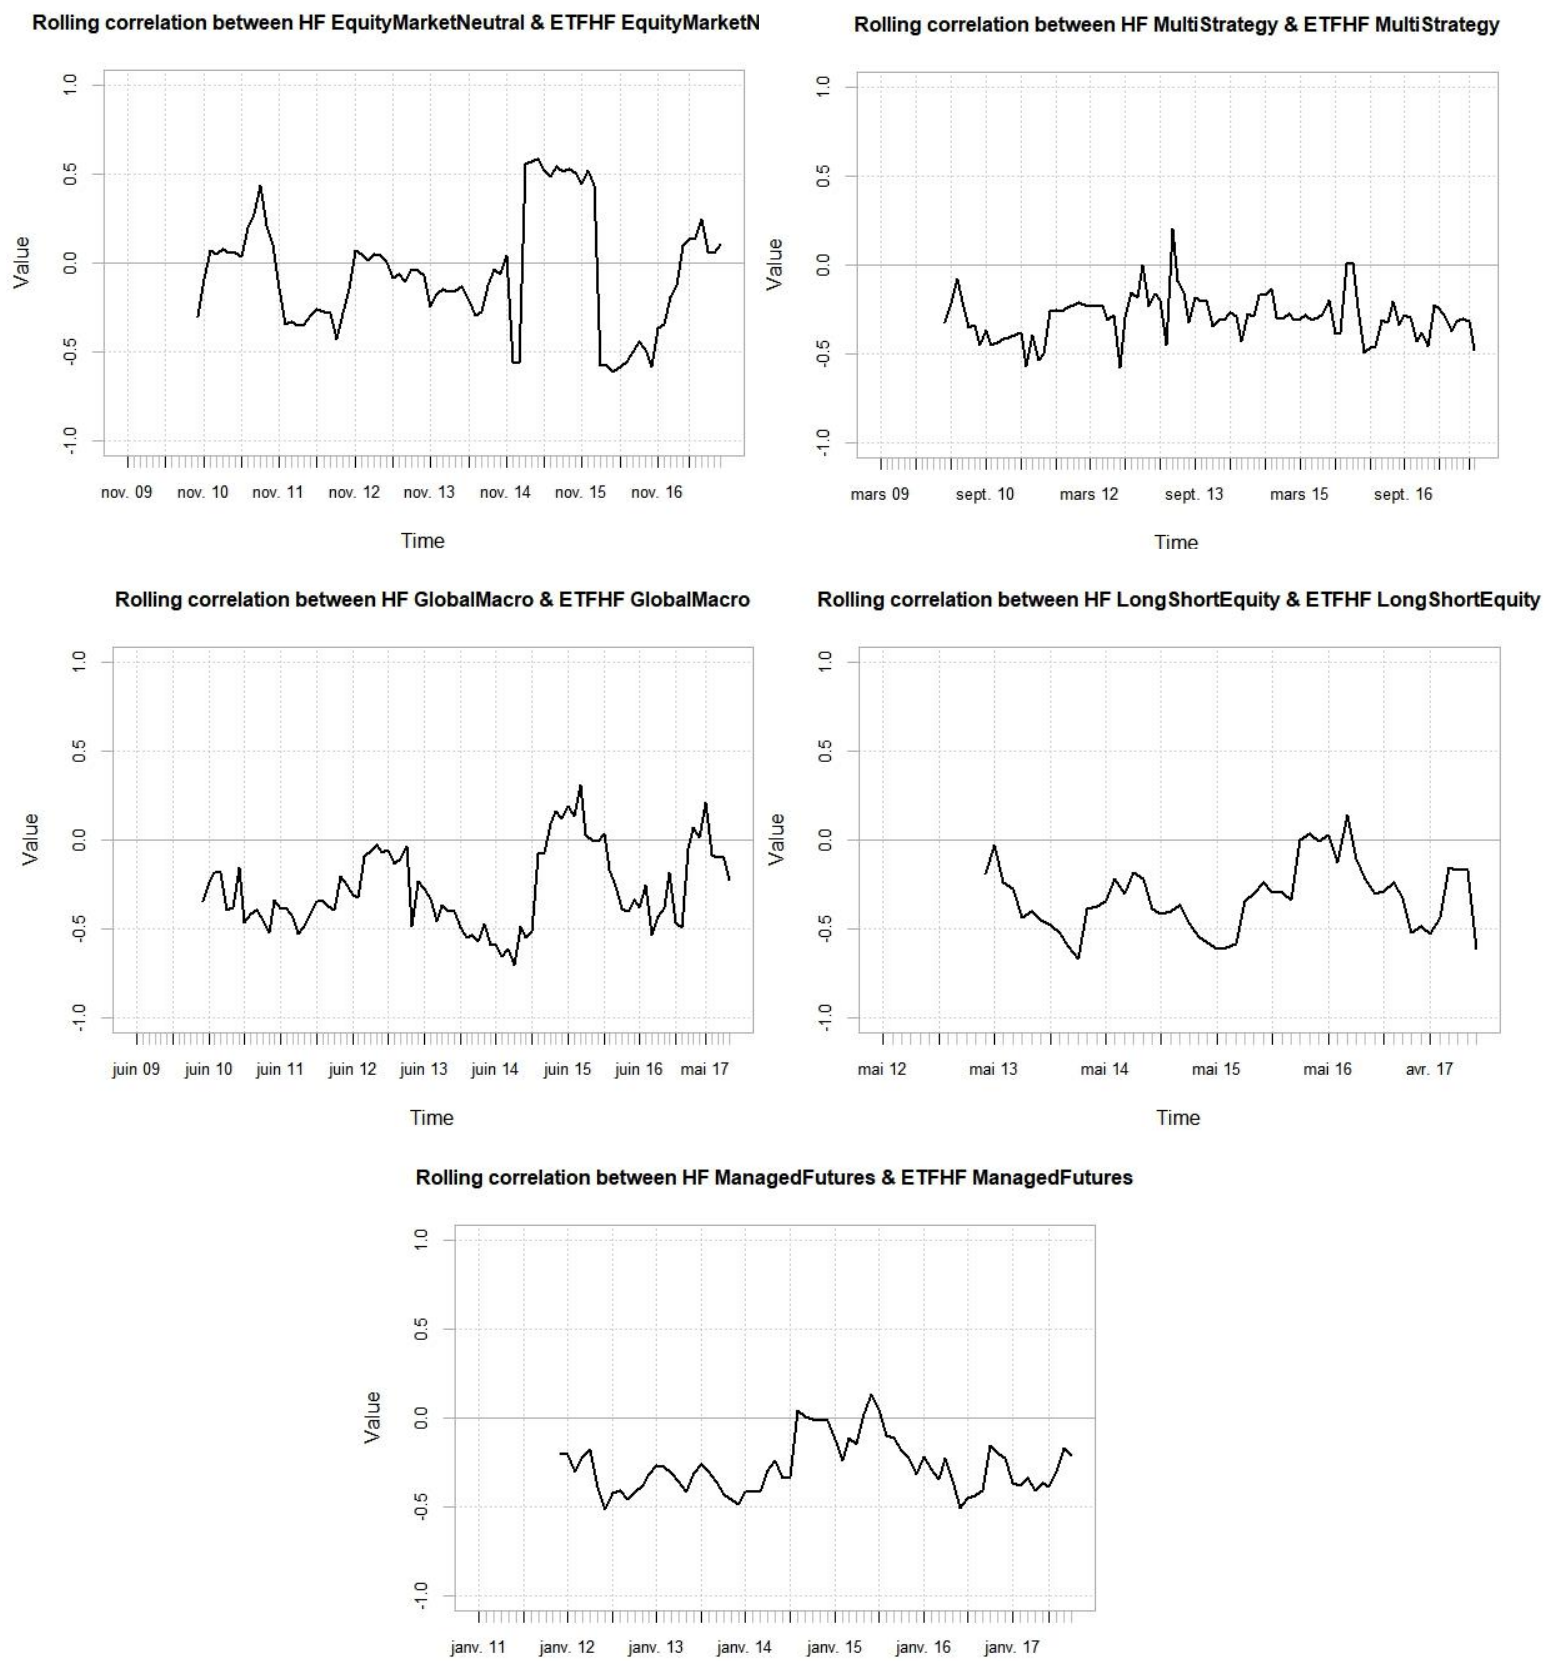 Rolling correlation between HF EquityMarketNeutral & ETFHF EquityMarketN
Value
1.0
0.5
0.0
-0.5
-1.0
nov. 09 nov. 10 nov. 11 nov. 12 nov. 13 nov. 14 nov. 15 nov. 16
Time
Rolling correlation between HF MultiStrategy & ETFHF MultiStrategy
Value
1.0
0.5
0.0
-0.5
-1.0
mars 09 sept. 10 mars 12 sept. 13 mars 15 sept. 16
Time
Rolling correlation between HF GlobalMacro & ETFHF GlobalMacro
Value
1.0
0.5
0.0
-0.5
-1.0
juin 09 juin 10 juin 11 juin 12 juin 13 juin 14 juin 15 juin 16 mai 17
Time
Rolling correlation between HF LongShortEquity & ETFHF LongShortEquity
Value
1.0
0.5
0.0
-0.5
-1.0
mai 12 mai 13 mai 14 mai 15 mai 16 avr. 17
Time
Rolling correlation between HF ManagedFutures & ETFHF ManagedFutures
Value
1.0
0.5
0.0
-0.5
-1.0
janv. 11 janv. 12 janv. 13 janv. 14 janv. 15 janv. 16 janv. 17